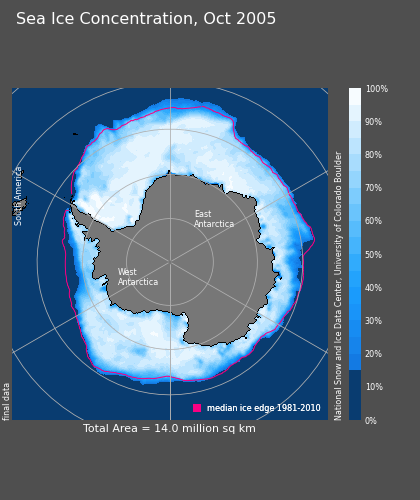 Sea Ice Concentration, Oct 2005
100%
90%
80%
70%
60%
50%
40%
30%
20%
10%
0%
South America
East
Antarctica
West
Antarctica
National Snow and Ice Data Center, University of Colorado Boulder
final data
median ice edge 1981-2010
Total Area = 14.0 million sq km